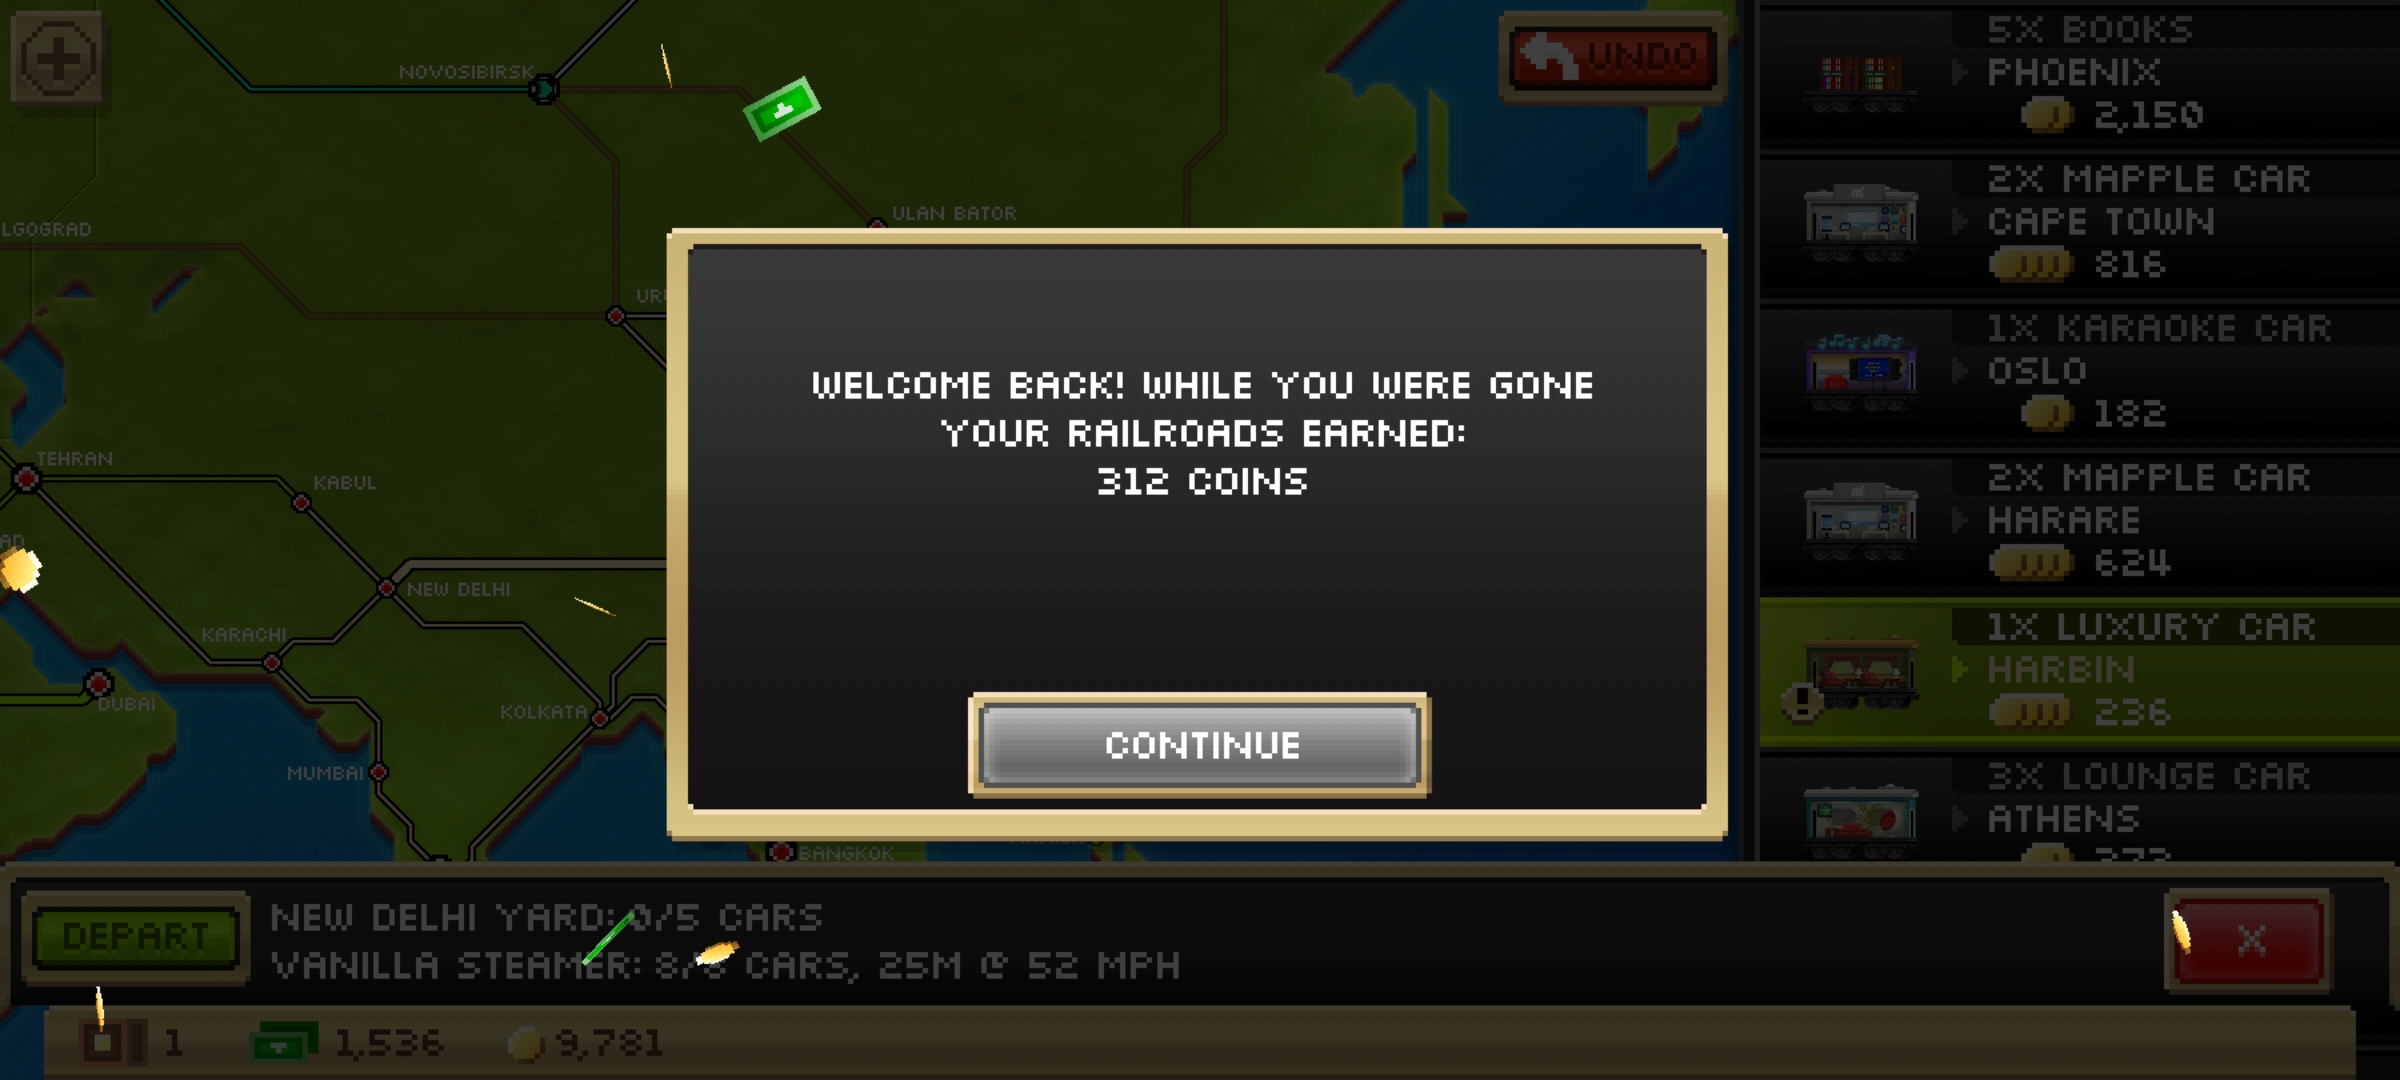 NOVOSIBIRSK
UNDO
ULAN BATOR
LGOGRAD
TEHRAN
KABUL
NEW DELHI
KARACHI
DUBAI
KOLKATA
MUMBAI
BANGKOK
WELCOME BACK! WHILE YOU WERE GONE
YOUR RAILROADS EARNED:
312 COINS
CONTINUE
5X BOOKS
PHOENIX
2,150
2X MAPPLE CAR
CAPE TOWN
816
1X KARAOKE CAR
OSLO
182
2X MAPPLE CAR
HARARE
624
1X LUXURY CAR
HARBIN
236
3X LOUNGE CAR
ATHENS
DEPART
NEW DELHI YARD: 0/5 CARS
VANILLA STEAMER: 8/8 CARS, 25M @ 52 MPH
X
1
1,536
9,781